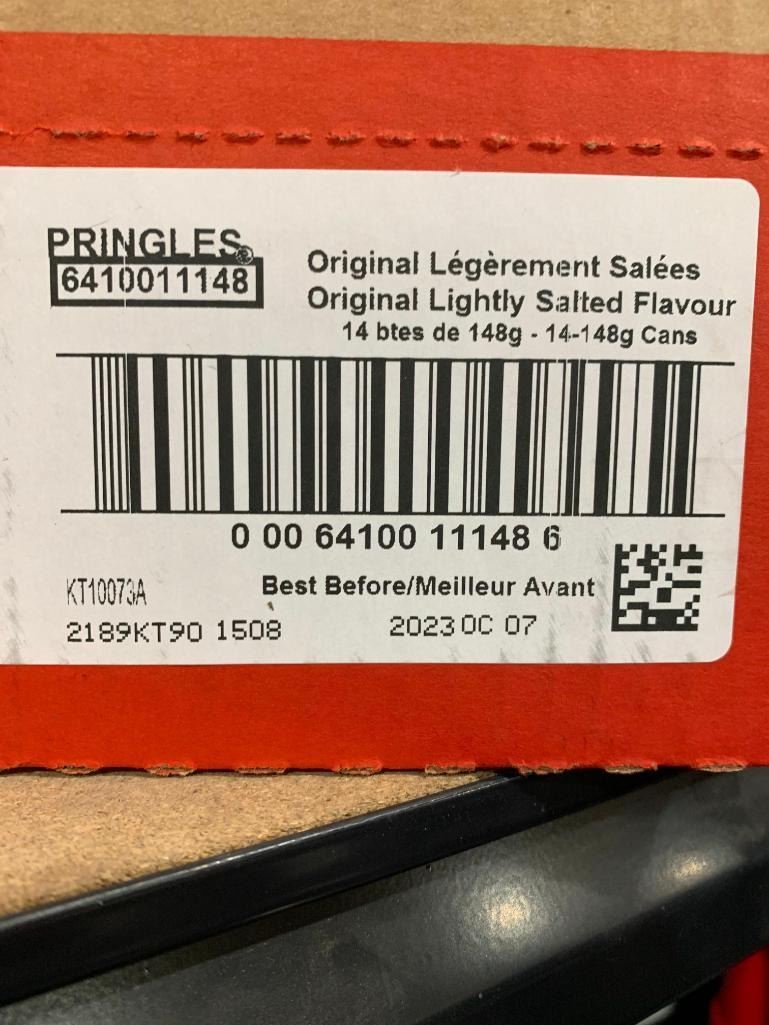 PRINGLES®
6410011148
Original Légèrement Salées
Original Lightly Salted Flavour
14 btes de 148g - 14-148g Cans
0 00 64100 11148 6
KT10073A
Best Before/Meilleur Avant
2189KT90 1508
2023 OC 07